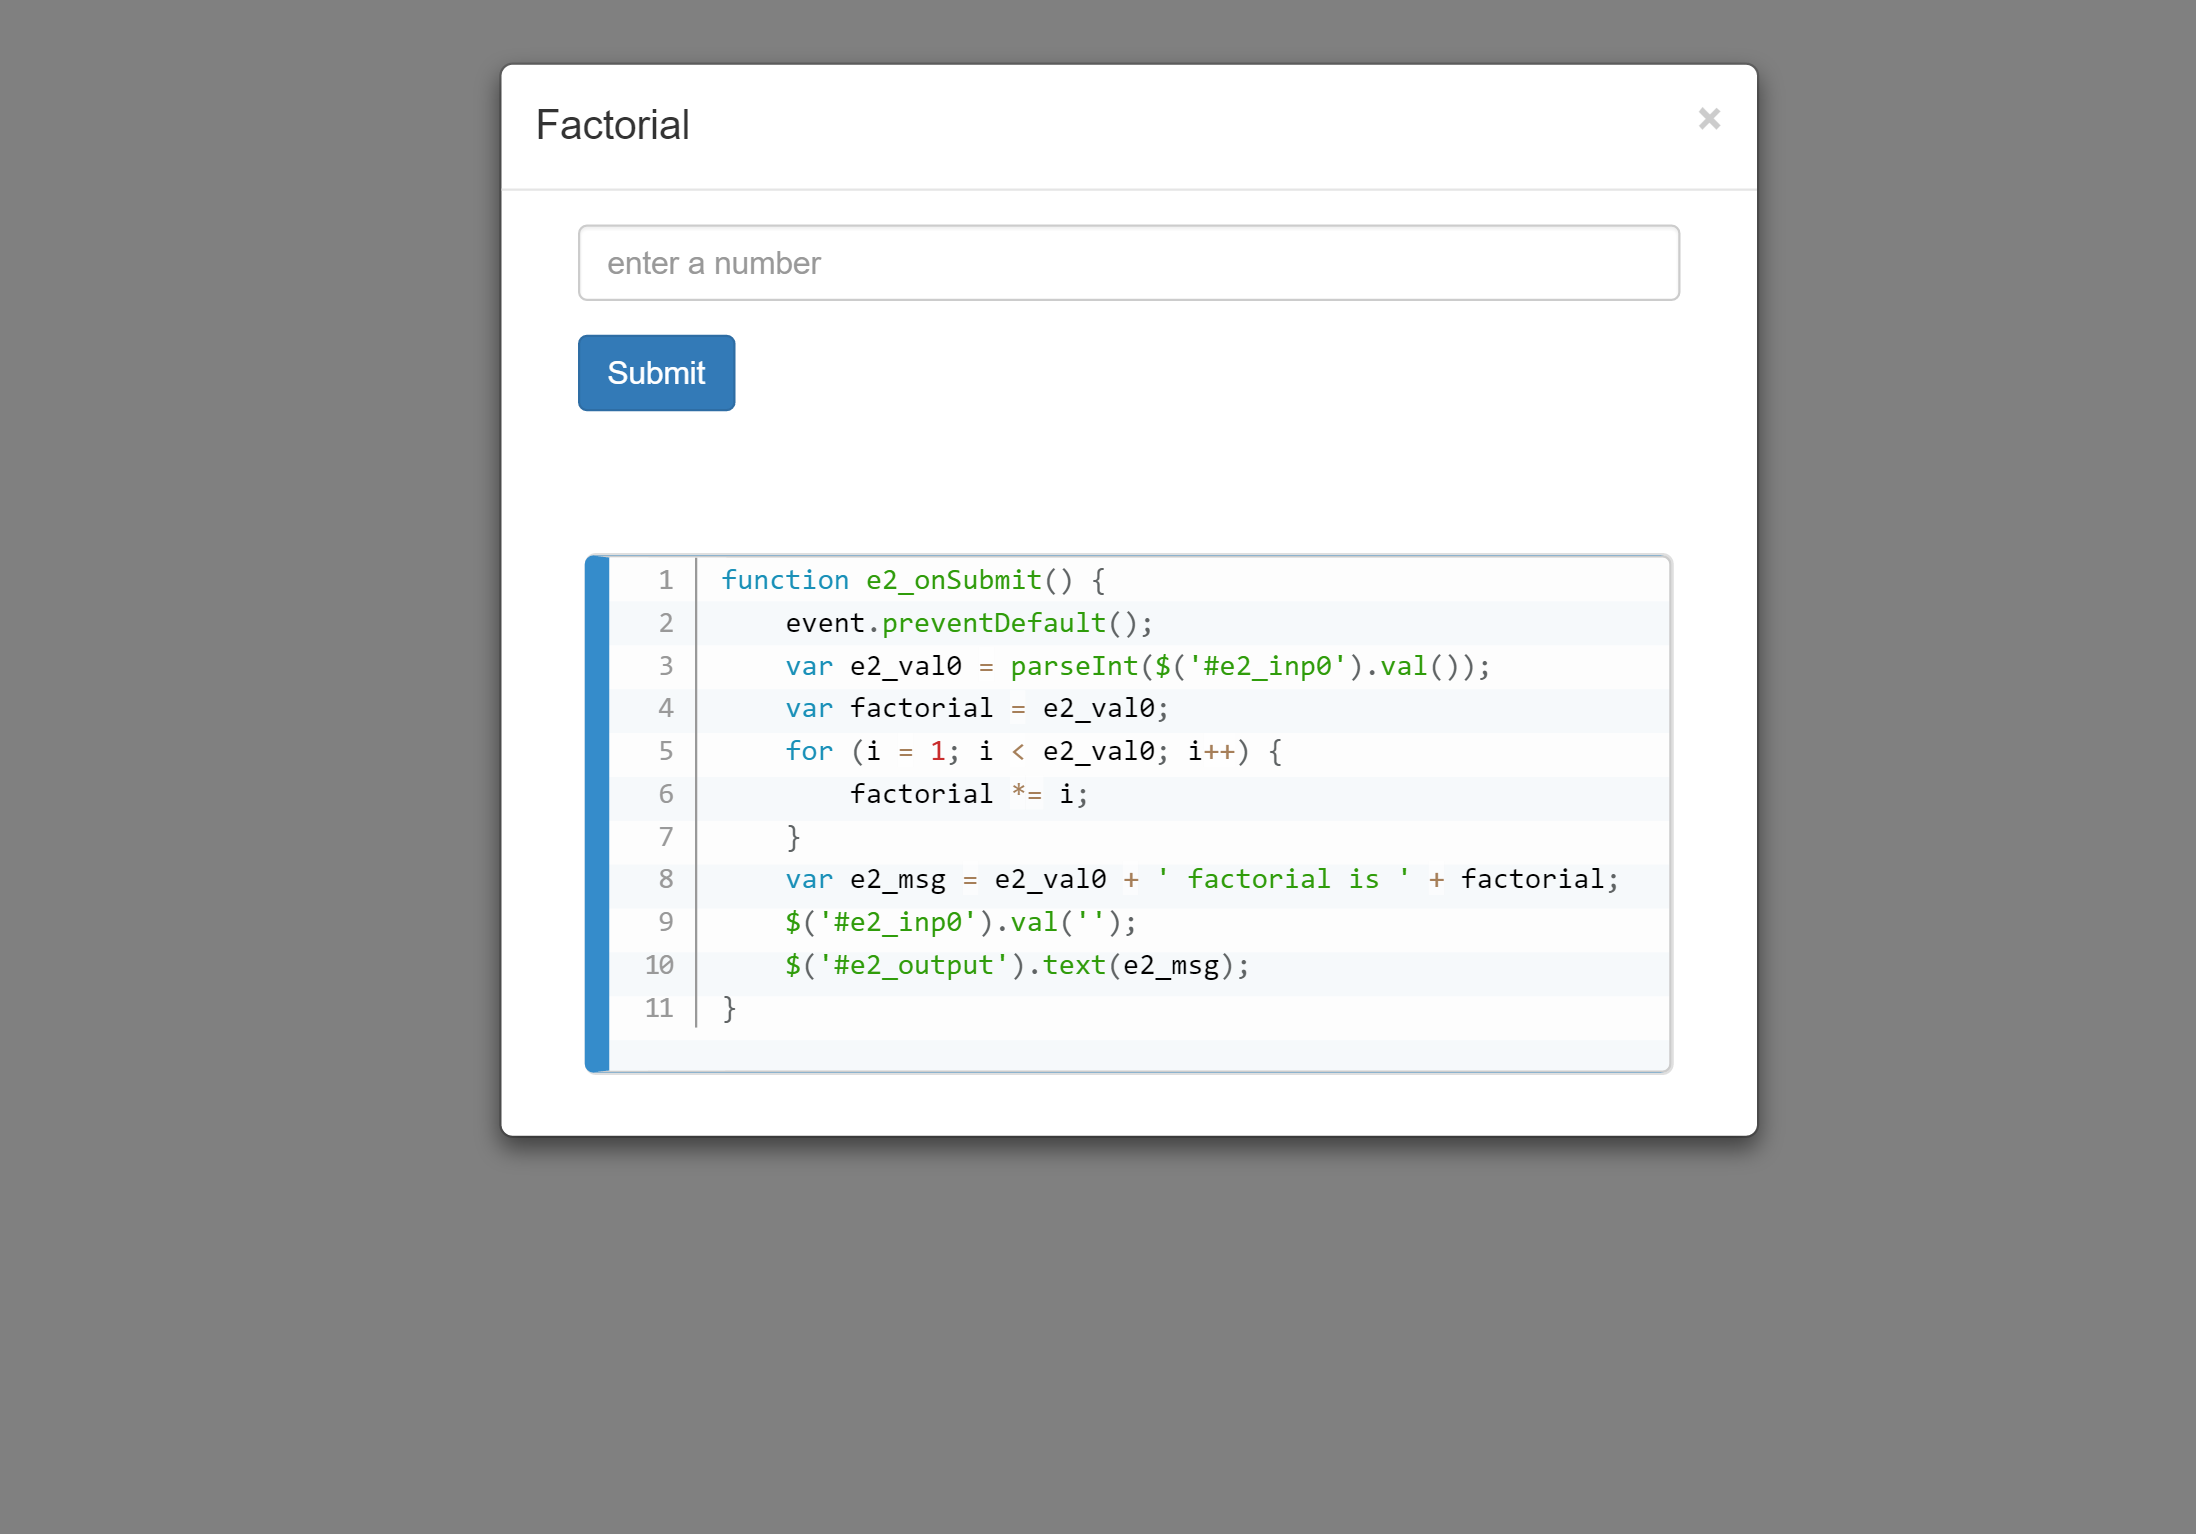 Factorial
×
enter a number
Submit
1 function e2_onSubmit() {
2     event.preventDefault();
3     var e2_val0 = parseInt($('#e2_inp0').val());
4     var factorial = e2_val0;
5     for (i = 1; i < e2_val0; i++) {
6         factorial *= i;
7     }
8     var e2_msg = e2_val0 + ' factorial is ' + factorial;
9     $('#e2_inp0').val('');
10     $('#e2_output').text(e2_msg);
11 }